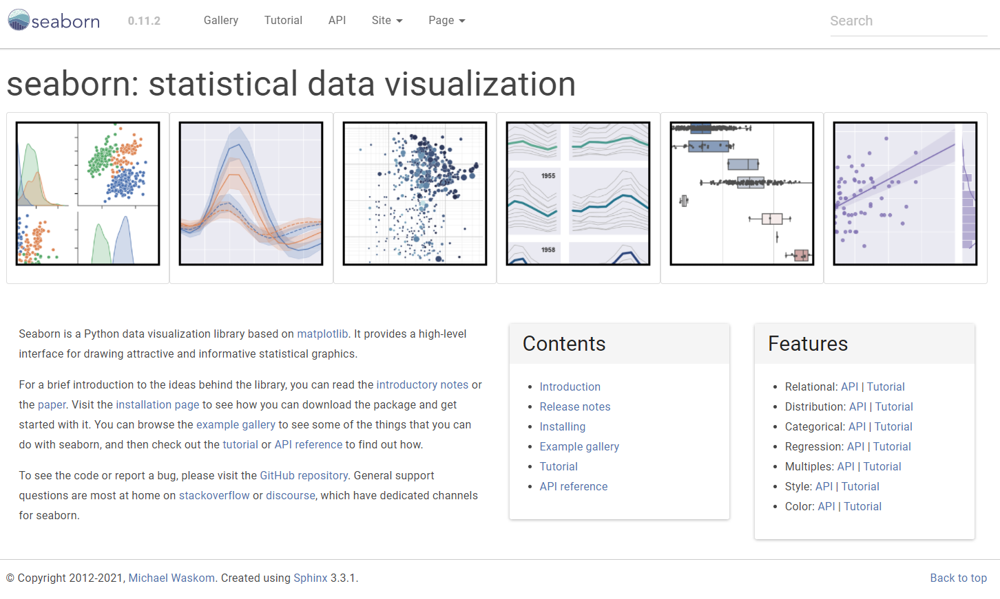 seaborn 0.11.2 Gallery Tutorial API Site Page Search
seaborn: statistical data visualization
1955
1958
Seaborn is a Python data visualization library based on matplotlib. It provides a high-level
interface for drawing attractive and informative statistical graphics.
For a brief introduction to the ideas behind the library, you can read the introductory notes or
the paper. Visit the installation page to see how you can download the package and get
started with it. You can browse the example gallery to see some of the things that you can
do with seaborn, and then check out the tutorial or API reference to find out how.
To see the code or report a bug, please visit the GitHub repository. General support
questions are most at home on stackoverflow or discourse, which have dedicated channels
for seaborn.
Contents
• Introduction
• Release notes
• Installing
• Example gallery
• Tutorial
• API reference
Features
• Relational: API | Tutorial
• Distribution: API | Tutorial
• Categorical: API | Tutorial
• Regression: API | Tutorial
• Multiples: API | Tutorial
• Style: API | Tutorial
• Color: API | Tutorial
© Copyright 2012-2021, Michael Waskom. Created using Sphinx 3.3.1.
Back to top